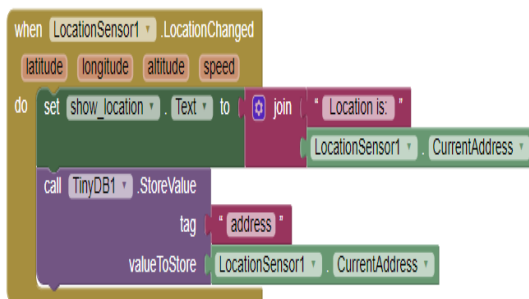 when LocationSensor1 .LocationChanged
latitude longitude altitude speed
do set show_location . Text to join " Location is: "
LocationSensor1 . CurrentAddress
call TinyDB1 .StoreValue
tag " address "
valueToStore LocationSensor1 . CurrentAddress